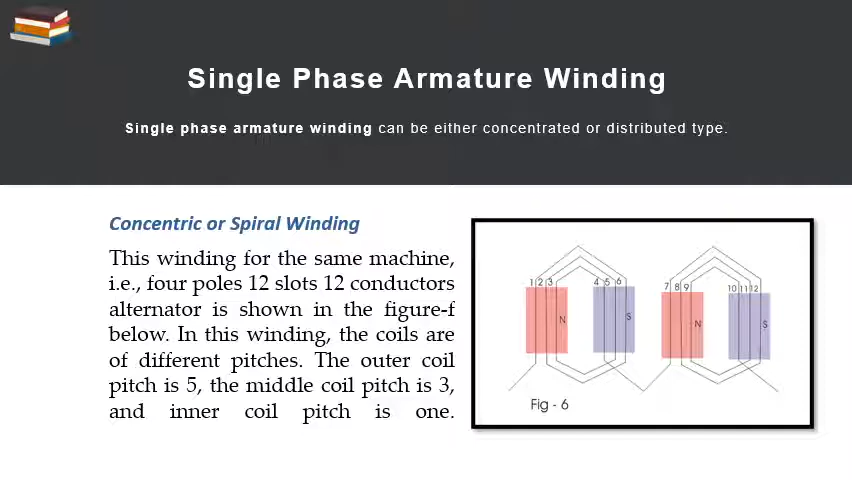 Single Phase Armature Winding
Single phase armature winding can be either concentrated or distributed type.
Concentric or Spiral Winding
This winding for the same machine,
i.e., four poles 12 slots 12 conductors
alternator is shown in the figure-f
below. In this winding, the coils are
of different pitches. The outer coil
pitch is 5, the middle coil pitch is 3,
and inner coil pitch is one.
1 2 3 4 5 6 7 8 9 10 11 12
N S N S
Fig - 6